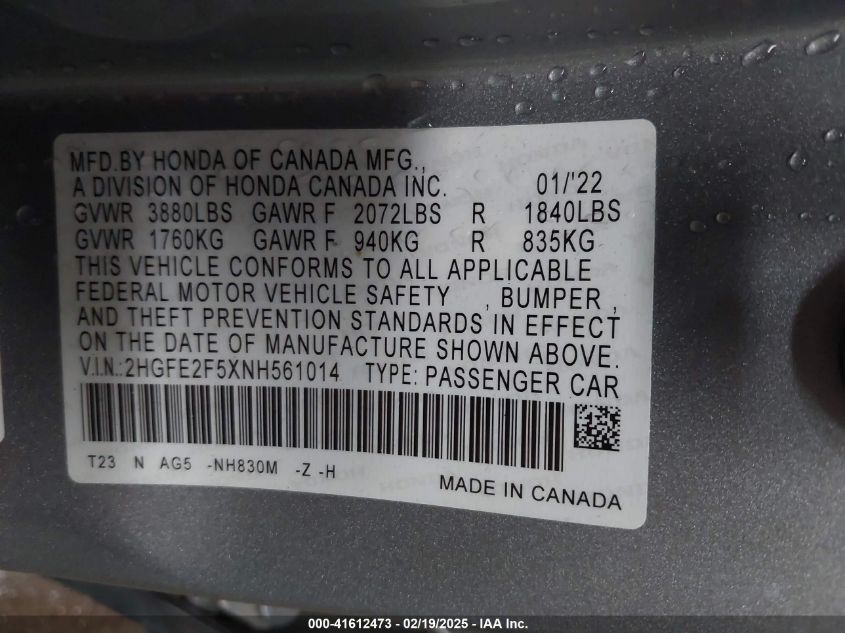 MFD.BY HONDA OF CANADA MFG.,
A DIVISION OF HONDA CANADA INC. 01/'22
GVWR 3880LBS GAWR F 2072LBS R 1840LBS
GVWR 1760KG GAWR F 940KG R 835KG
THIS VEHICLE CONFORMS TO ALL APPLICABLE
FEDERAL MOTOR VEHICLE SAFETY , BUMPER ,
AND THEFT PREVENTION STANDARDS IN EFFECT
ON THE DATE OF MANUFACTURE SHOWN ABOVE.
V.I.N.:2HGFE2F5XNH561014 TYPE: PASSENGER CAR
T23 N AG5 -NH830M -Z -H
MADE IN CANADA
000-41612473 - 02/19/2025 - IAA Inc.